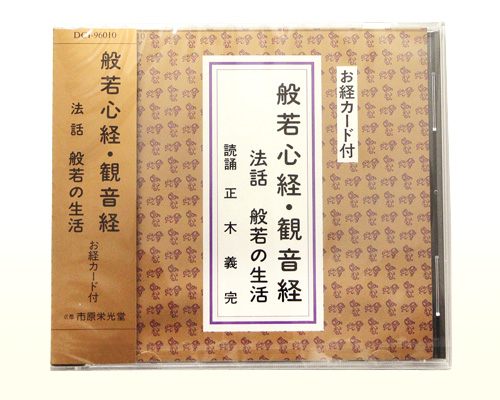 DCI-96010
般若心経・観音経
法話 般若の生活
お経カード付
京都 市原栄光堂
お経カード付
般若心経・観音経
法話 般若の生活
読誦 正木義完